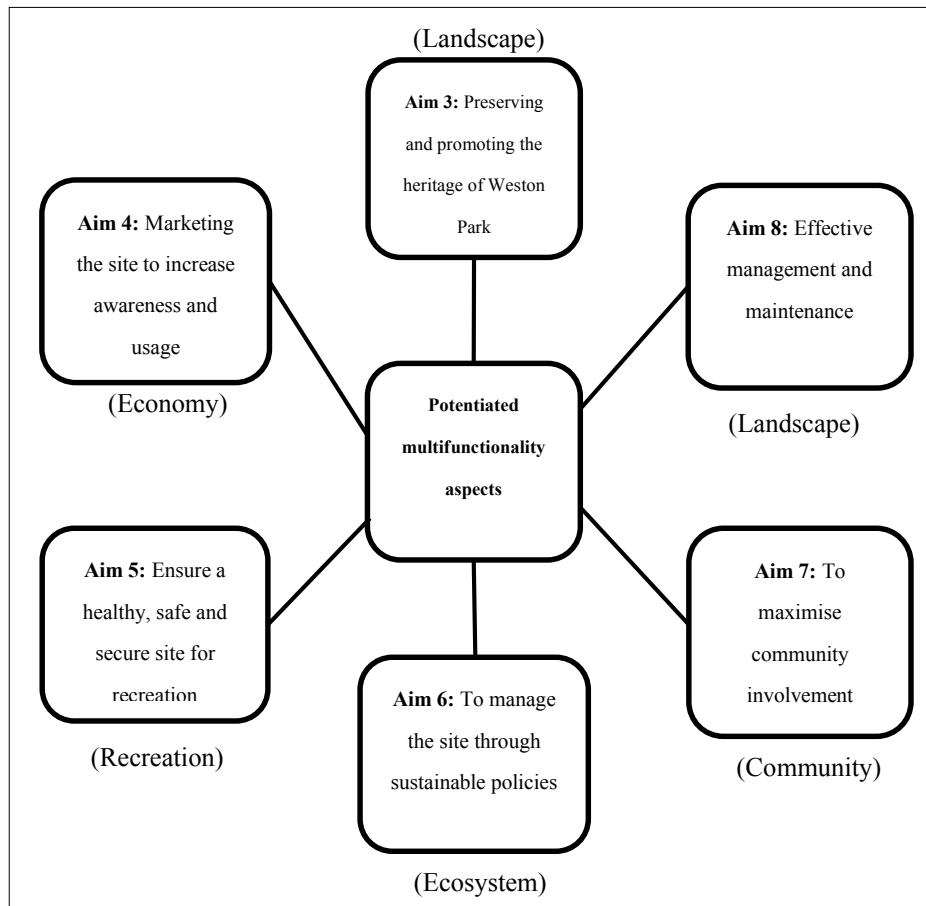 (Landscape)
Aim 3: Preserving
and promoting the
heritage of Weston
Park
Aim 4: Marketing
the site to increase
awareness and
usage
(Economy)
Aim 8: Effective
management and
maintenance
(Landscape)
Potentiated
multifunctionality
aspects
Aim 5: Ensure a
healthy, safe and
secure site for
recreation
(Recreation)
Aim 6: To manage
the site through
sustainable policies
(Ecosystem)
Aim 7: To
maximise
community
involvement
(Community)